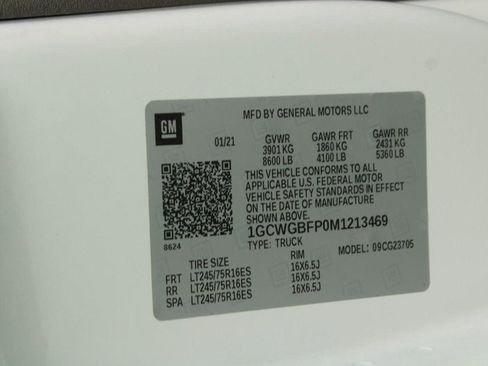 GM
MFD BY GENERAL MOTORS LLC
01/21 GVWR GAWR FRT GAWR RR
3901 KG 1860 KG 2431 KG
8600 LB 4100 LB 5360 LB
THIS VEHICLE CONFORMS TO ALL
APPLICABLE U.S. FEDERAL MOTOR
VEHICLE SAFETY STANDARDS IN EFFECT
ON THE DATE OF MANUFACTURE
SHOWN ABOVE.
1GCWGBFP0M1213469
TYPE: TRUCK MODEL: 09CG23705
8624
TIRE SIZE RIM
FRT LT245/75R16ES 16X6.5J
RR LT245/75R16ES 16X6.5J
SPA LT245/75R16ES 16X6.5J